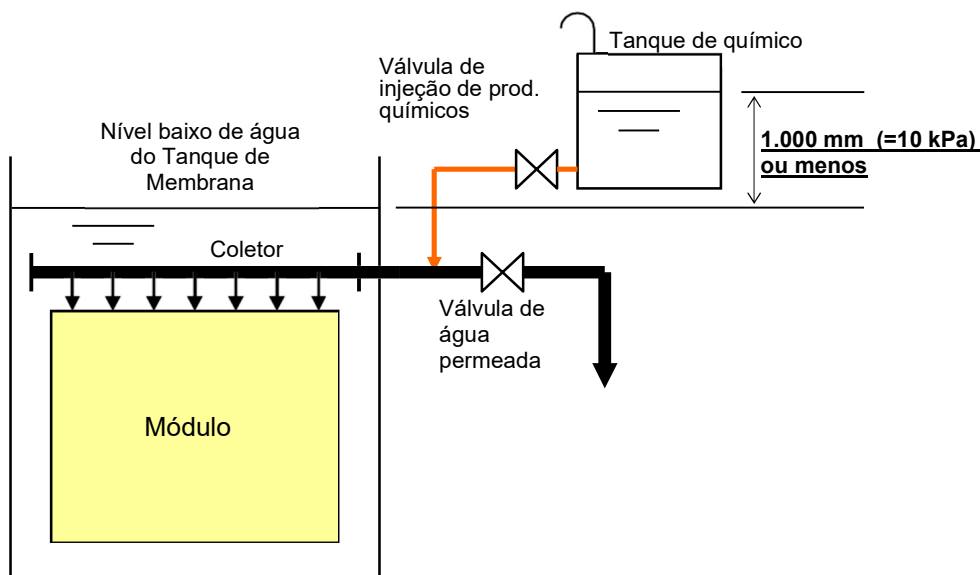 Tanque de químico
Válvula de
injeção de prod.
químicos
Nível baixo de água
do Tanque de
Membrana
1.000 mm (=10 kPa)
ou menos
Coletor
Válvula de
água
permeada
Módulo